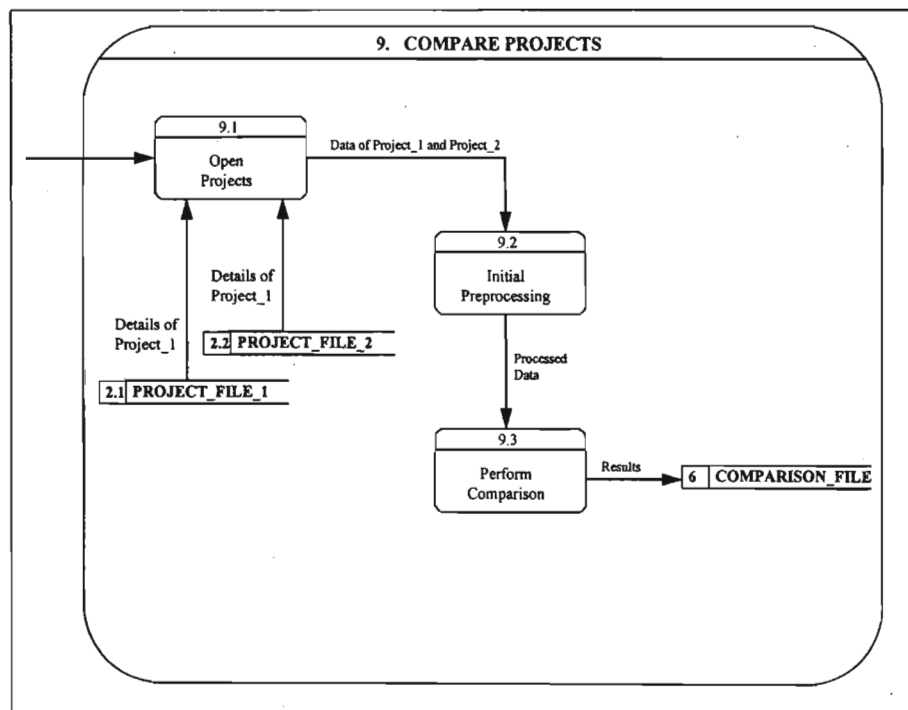 9. COMPARE PROJECTS
9.1
Open
Projects
Data of Project_1 and Project_2
9.2
Initial
Preprocessing
Details of
Project_1
Details of
Project_1
2.2 PROJECT_FILE_2
2.1 PROJECT_FILE_1
Processed
Data
9.3
Perform
Comparison
Results
6 COMPARISON_FILE